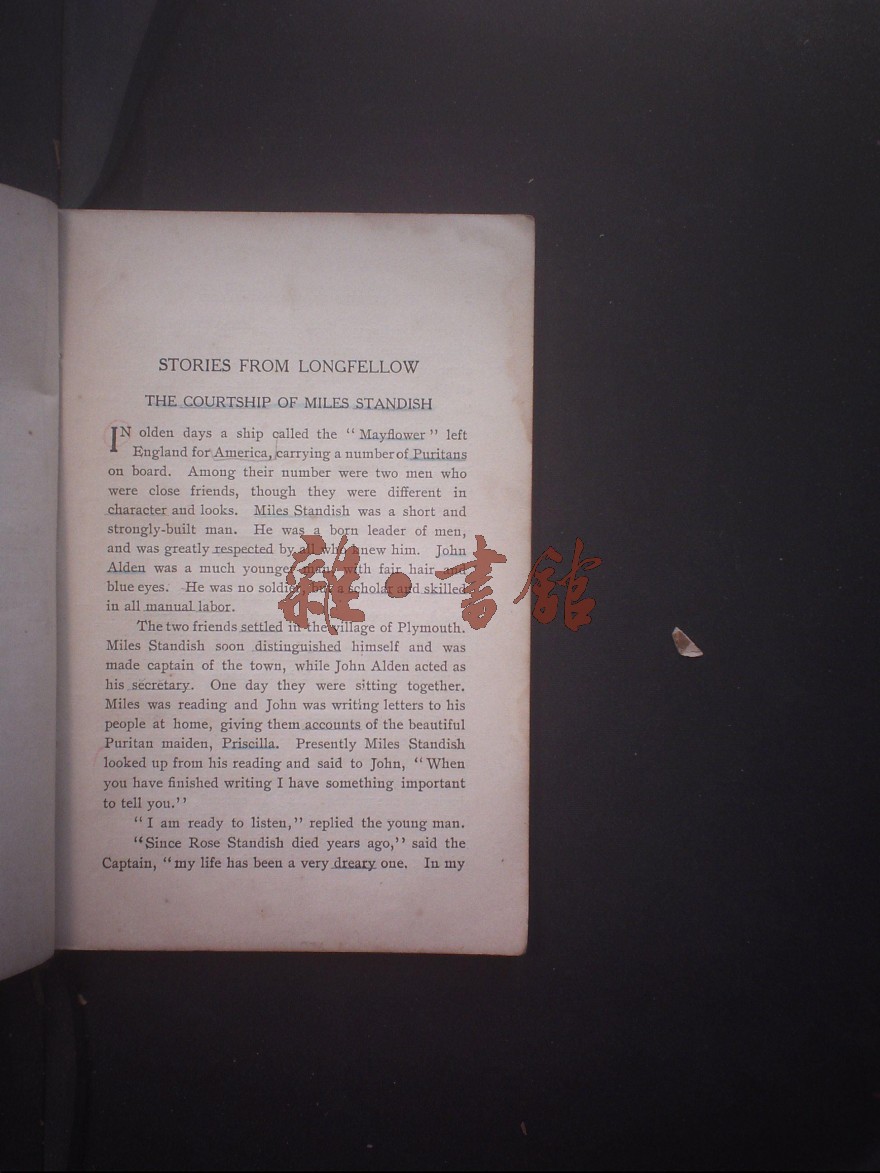 STORIES FROM LONGFELLOW
THE COURTSHIP OF MILES STANDISH
IN olden days a ship called the “Mayflower” left
England for America, carrying a number of Puritans
on board. Among their number were two men who
were close friends, though they were different in
character and looks. Miles Standish was a short and
strongly-built man. He was a born leader of men,
and was greatly respected by all who knew him. John
Alden was a much younger man, with fair hair and
blue eyes. He was no soldier, but a scholar and skilled
in all manual labor.
雜·書館
The two friends settled in the village of Plymouth.
Miles Standish soon distinguished himself and was
made captain of the town, while John Alden acted as
his secretary. One day they were sitting together.
Miles was reading and John was writing letters to his
people at home, giving them accounts of the beautiful
Puritan maiden, Priscilla. Presently Miles Standish
looked up from his reading and said to John, “When
you have finished writing I have something important
to tell you.”
“I am ready to listen,” replied the young man.
“Since Rose Standish died years ago,” said the
Captain, “my life has been a very dreary one. In my